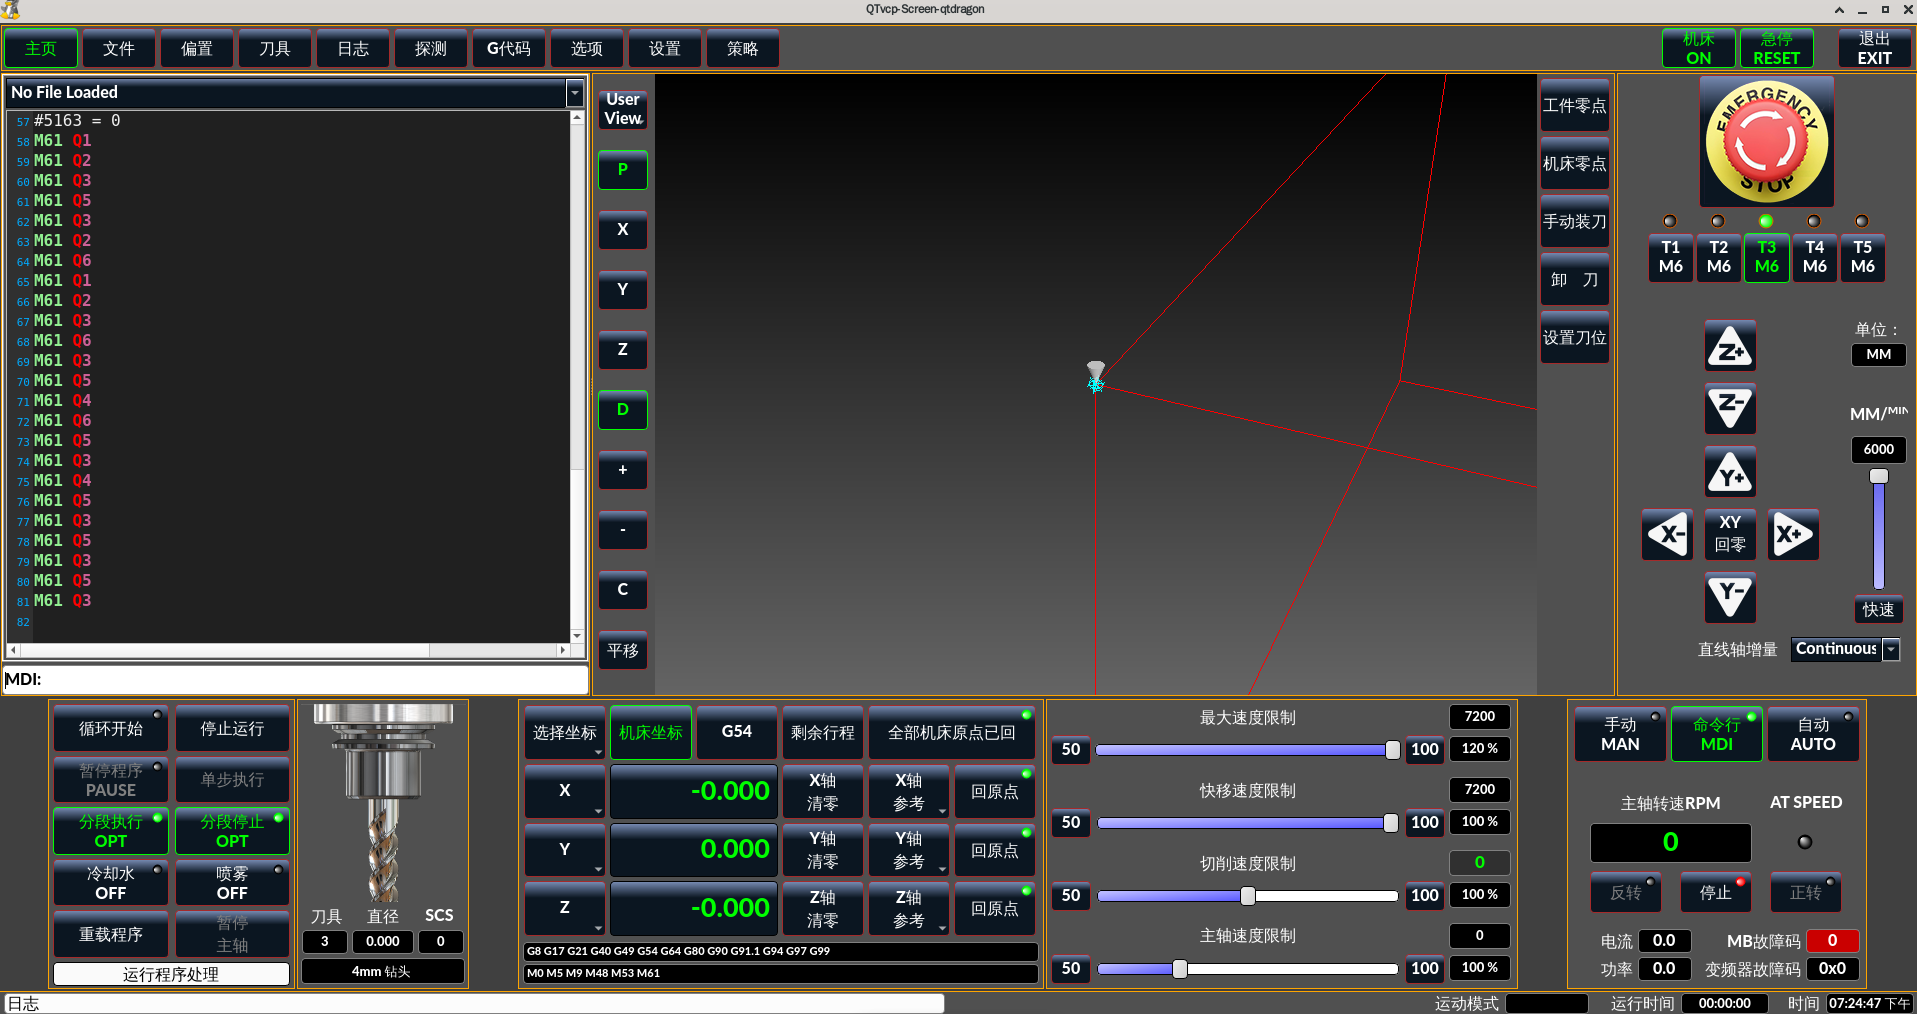 QTvcp-Screen-qtdragon
主页 文件 偏置 刀具 日志 探测 G代码 选项 设置 策略
机床 ON
急停 RESET
退出 EXIT
No File Loaded
57 #5163 = 0
58 M61 Q1
59 M61 Q2
60 M61 Q3
61 M61 Q5
62 M61 Q3
63 M61 Q2
64 M61 Q6
65 M61 Q1
66 M61 Q2
67 M61 Q3
68 M61 Q6
69 M61 Q3
70 M61 Q5
71 M61 Q4
72 M61 Q6
73 M61 Q5
74 M61 Q3
75 M61 Q4
76 M61 Q5
77 M61 Q3
78 M61 Q5
79 M61 Q3
80 M61 Q5
81 M61 Q3
82
MDI:
User View
P
X
Y
Z
D
+
-
C
平移
工件零点
机床零点
手动装刀
卸 刀
设置刀位
EMERGENCY
STOP
T1 M6
T2 M6
T3 M6
T4 M6
T5 M6
Z+
Z-
Y+
X-
XY 回零
X+
Y-
单位：
MM
MM/MIN
6000
快速
直线轴增量 Continuous
循环开始 停止运行
暂停程序 PAUSE
单步执行
分段执行 OPT
分段停止 OPT
冷却水 OFF
喷雾 OFF
重载程序
暂停 主轴
运行程序处理
刀具 直径 SCS
3 0.000 0
4mm 钻头
选择坐标 机床坐标 G54 剩余行程 全部机床原点已回
X -0.000 X轴 清零 X轴 参考 回原点
Y 0.000 Y轴 清零 Y轴 参考 回原点
Z -0.000 Z轴 清零 Z轴 参考 回原点
G8 G17 G21 G40 G49 G54 G64 G80 G90 G91.1 G94 G97 G99
M0 M5 M9 M48 M53 M61
最大速度限制 7200
50 100 120 %
快移速度限制 7200
50 100 100 %
切削速度限制 0
50 100 100 %
主轴速度限制 0
50 100 100 %
手动 MAN
命令行 MDI
自动 AUTO
主轴转速RPM AT SPEED
0
反转 停止 正转
电流 0.0 MB故障码 0
功率 0.0 变频器故障码 0x0
日志
运动模式 运行时间 00:00:00 时间 07:24:47 下午